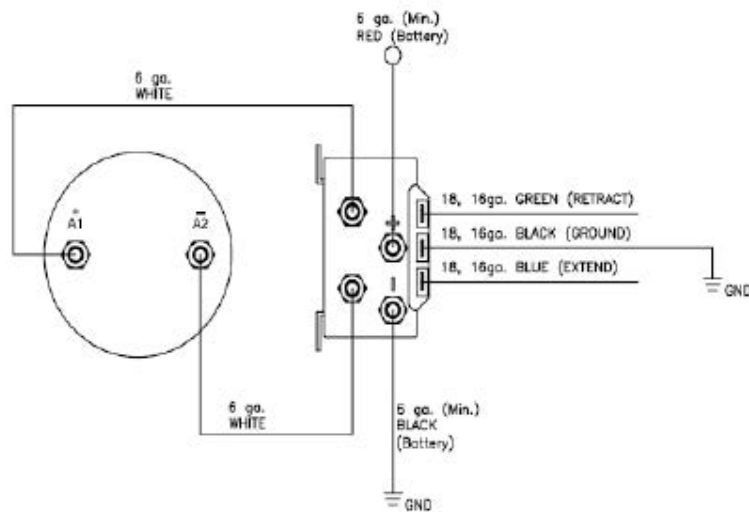 6 ga. (Min.)
RED (Battery)
6 ga.
WHITE
+
A1
−
A2
+
−
18, 16ga. GREEN (RETRACT)
18, 16ga. BLACK (GROUND)
18, 16ga. BLUE (EXTEND)
GND
6 ga.
WHITE
6 ga. (Min.)
BLACK
(Battery)
GND